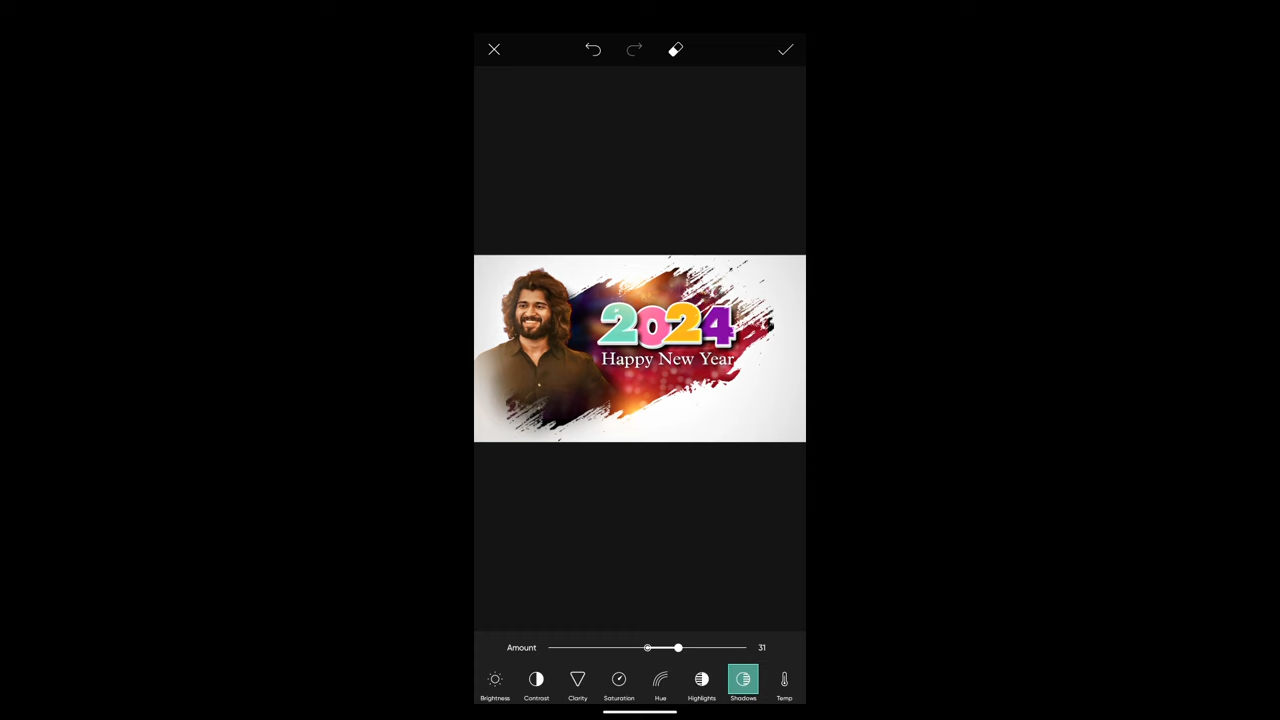 2024
Happy New Year
Amount 31
Brightness Contrast Clarity Saturation Hue Highlights Shadows Temp